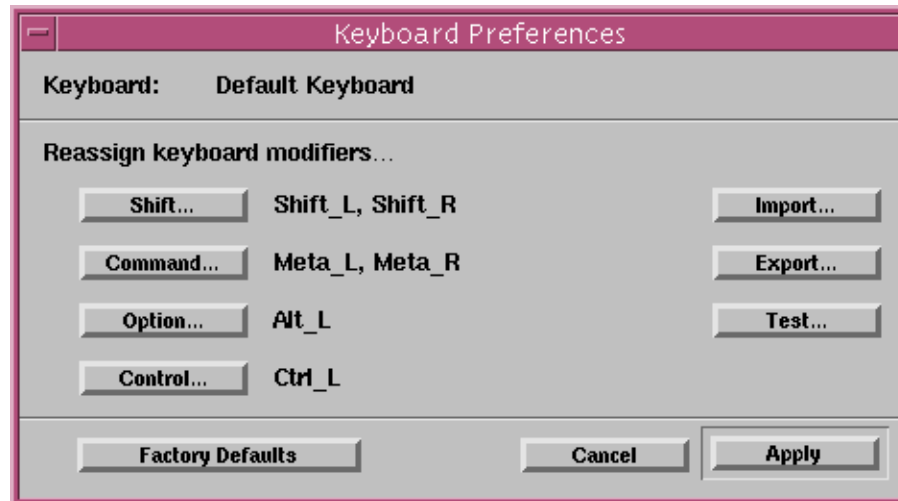 Keyboard Preferences
Keyboard: Default Keyboard
Reassign keyboard modifiers...
Shift... Shift_L, Shift_R Import...
Command... Meta_L, Meta_R Export...
Option... Alt_L Test...
Control... Ctrl_L
Factory Defaults Cancel Apply